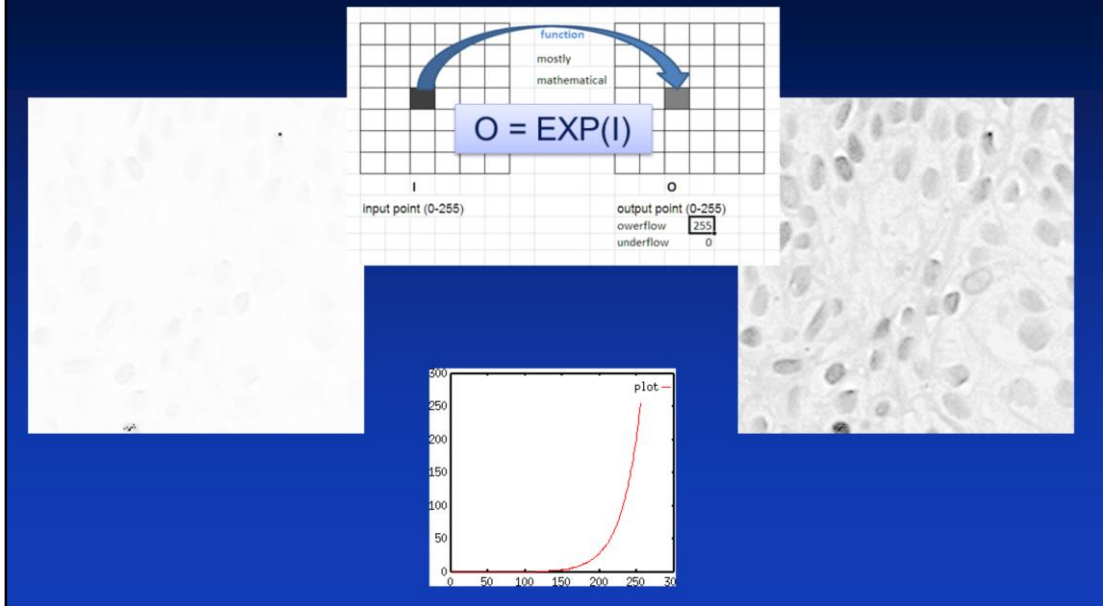 function
mostly
mathematical
O = EXP(I)
I
O
input point (0-255)
output point (0-255)
owerflow 255
underflow 0
plot
300
250
200
150
100
50
0
0 50 100 150 200 250 30